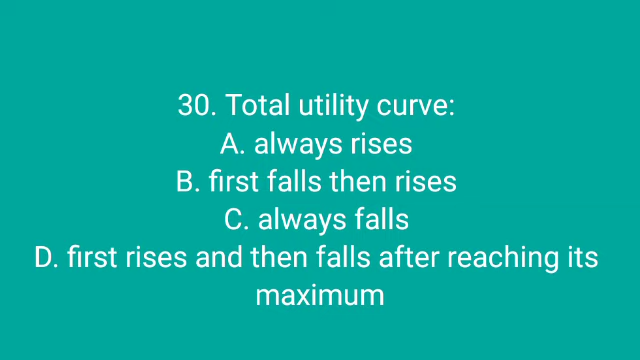 30. Total utility curve:
A. always rises
B. first falls then rises
C. always falls
D. first rises and then falls after reaching its
maximum